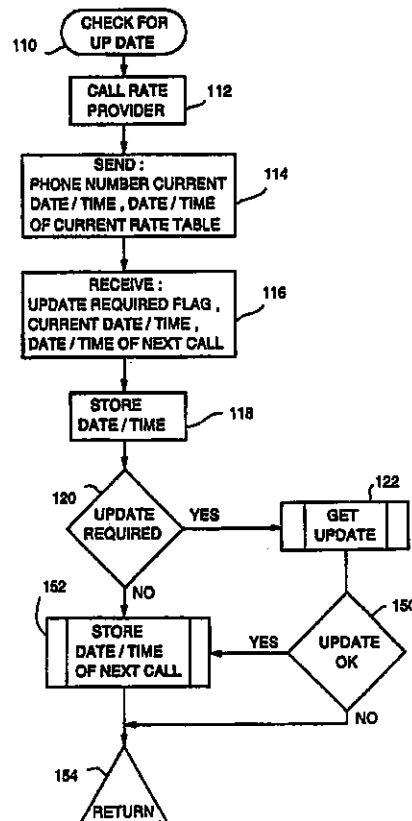 CHECK FOR
UP DATE
110
CALL RATE
PROVIDER
112
SEND :
PHONE NUMBER CURRENT
DATE / TIME , DATE / TIME
OF CURRENT RATE TABLE
114
RECEIVE :
UPDATE REQUIRED FLAG ,
CURRENT DATE / TIME ,
DATE / TIME OF NEXT CALL
116
STORE
DATE / TIME
118
120
UPDATE
REQUIRED
YES
NO
122
GET
UPDATE
150
UPDATE
OK
YES
NO
152
STORE
DATE / TIME
OF NEXT CALL
154
RETURN